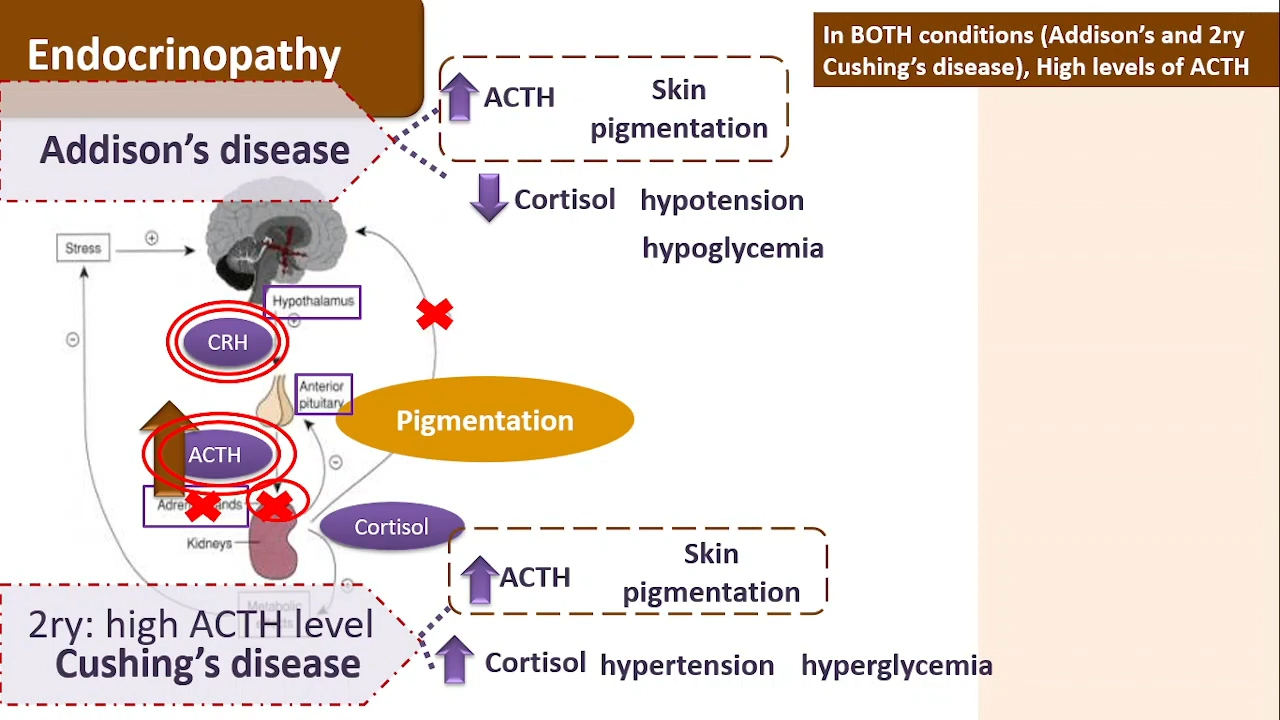 Endocrinopathy
In BOTH conditions (Addison's and 2ry
Cushing's disease), High levels of ACTH
Addison's disease
ACTH
Skin
pigmentation
Cortisol
hypotension
hypoglycemia
Stress
Hypothalamus
CRH
Anterior
pituitary
Pigmentation
ACTH
Cortisol
Kidneys
ACTH
Skin
pigmentation
2ry: high ACTH level
Cushing's disease
Cortisol
hypertension
hyperglycemia